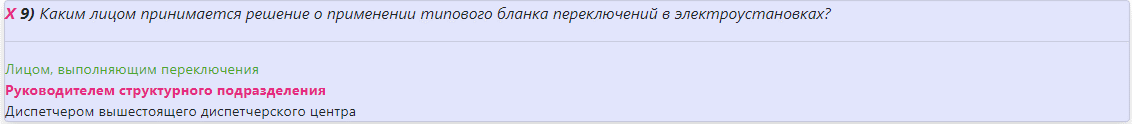 X 9) Каким лицом принимается решение о применении типового бланка переключений в электроустановках?
Лицом, выполняющим переключения
Руководителем структурного подразделения
Диспетчером вышестоящего диспетчерского центра